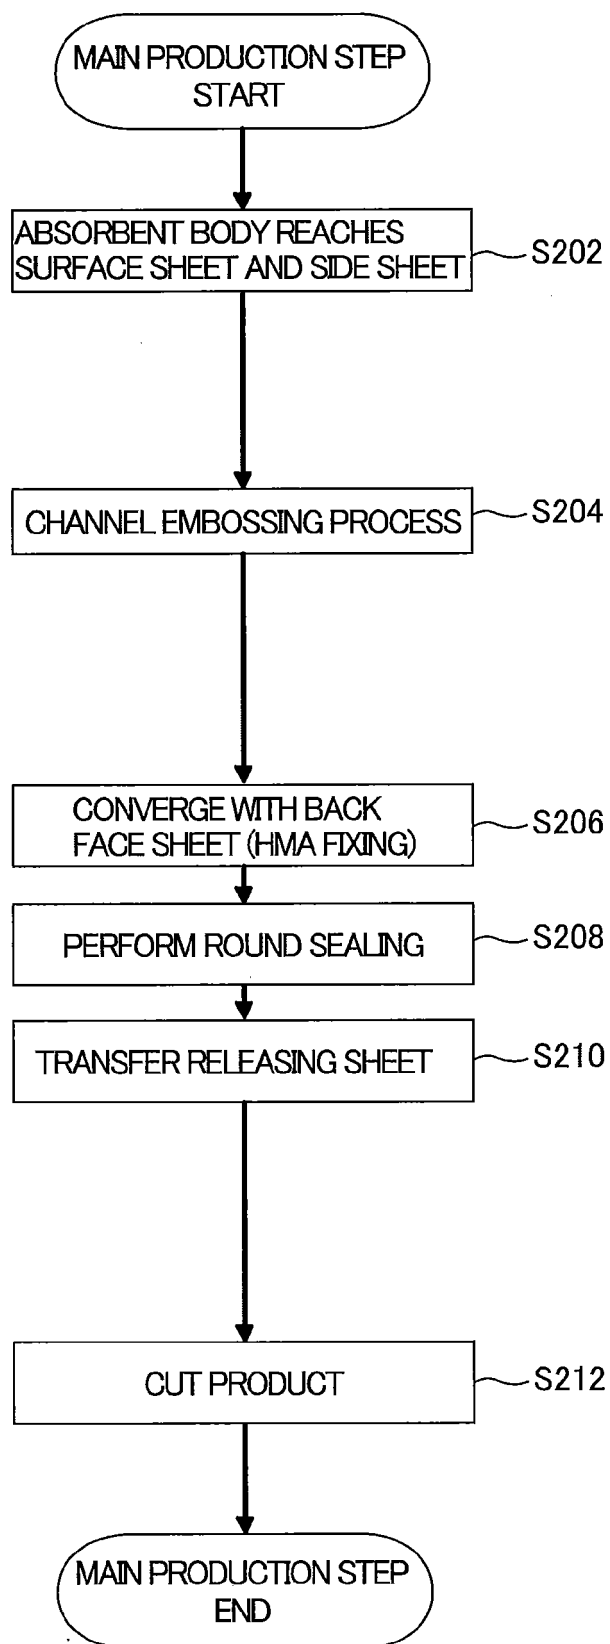 MAIN PRODUCTION STEP
START
ABSORBENT BODY REACHES
SURFACE SHEET AND SIDE SHEET
S202
CHANNEL EMBOSSING PROCESS
S204
CONVERGE WITH BACK
FACE SHEET (HMA FIXING)
S206
PERFORM ROUND SEALING
S208
TRANSFER RELEASING SHEET
S210
CUT PRODUCT
S212
MAIN PRODUCTION STEP
END